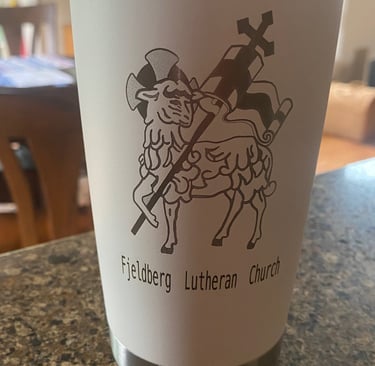 Fjeldberg Lutheran Church